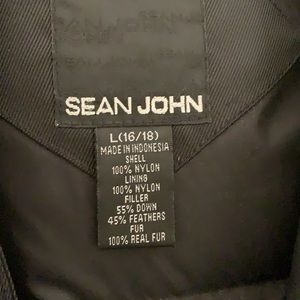 SEAN JOHN
L(16/18)
MADE IN INDONESIA
SHELL
100% NYLON
LINING
100% NYLON
FILLER
55% DOWN
45% FEATHERS
FUR
100% REAL FUR